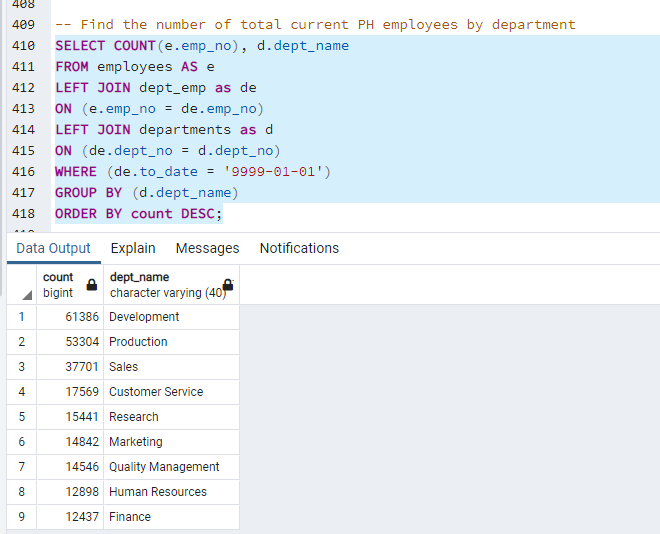 408
409 -- Find the number of total current PH employees by department
410 SELECT COUNT(e.emp_no), d.dept_name
411 FROM employees AS e
412 LEFT JOIN dept_emp as de
413 ON (e.emp_no = de.emp_no)
414 LEFT JOIN departments as d
415 ON (de.dept_no = d.dept_no)
416 WHERE (de.to_date = '9999-01-01')
417 GROUP BY (d.dept_name)
418 ORDER BY count DESC;
Data Output Explain Messages Notifications
count dept_name
bigint character varying (40)
1 61386 Development
2 53304 Production
3 37701 Sales
4 17569 Customer Service
5 15441 Research
6 14842 Marketing
7 14546 Quality Management
8 12898 Human Resources
9 12437 Finance